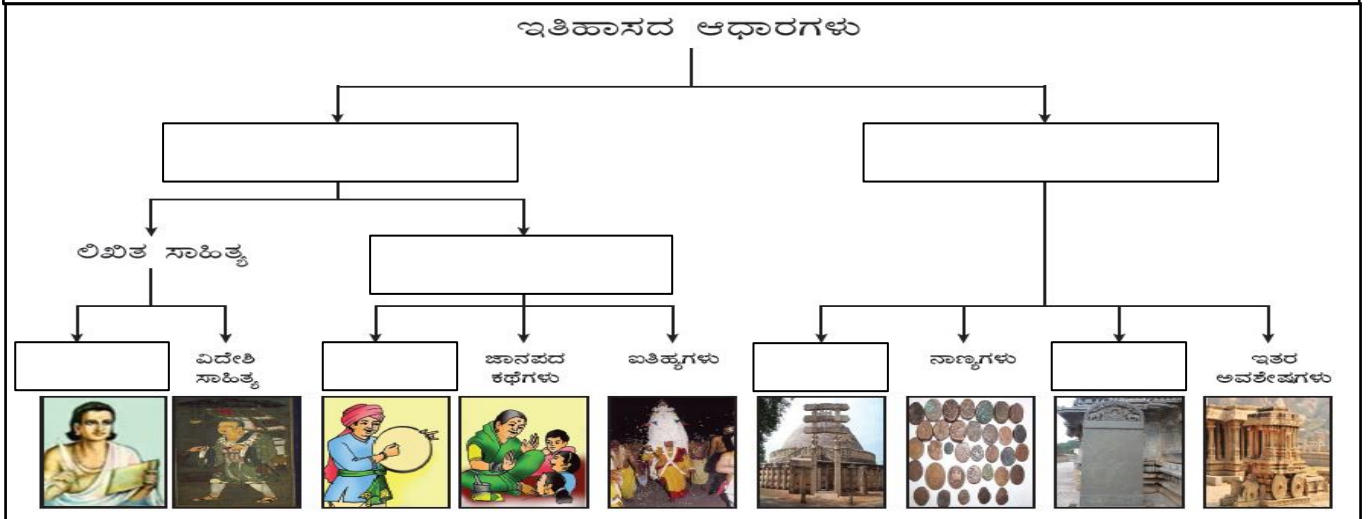 ಇತಿಹಾಸದ ಆಧಾರಗಳು
ಲಿಖಿತ ಸಾಹಿತ್ಯ
ವಿದೇಶಿ
ಸಾಹಿತ್ಯ
ಜಾನಪದ
ಕಥೆಗಳು
ಐತಿಹ್ಯಗಳು
ನಾಣ್ಯಗಳು
ಇತರ
ಅವಶೇಷಗಳು